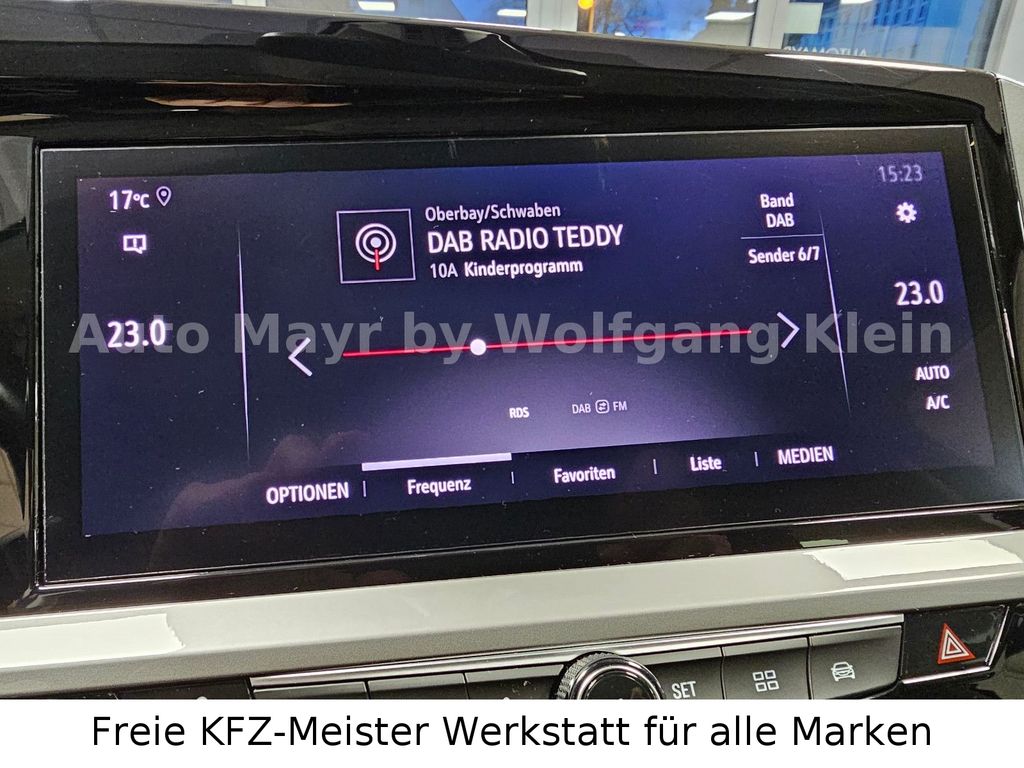 AUTOMAYR
15:23
17°C
Oberbay/Schwaben
DAB RADIO TEDDY
10A Kinderprogramm
Band
DAB
Sender 6/7
23.0
23.0
Auto Mayr by Wolfgang Klein
AUTO
A/C
RDS
DAB FM
OPTIONEN | Frequenz | Favoriten | Liste | MEDIEN
SET
Freie KFZ-Meister Werkstatt für alle Marken